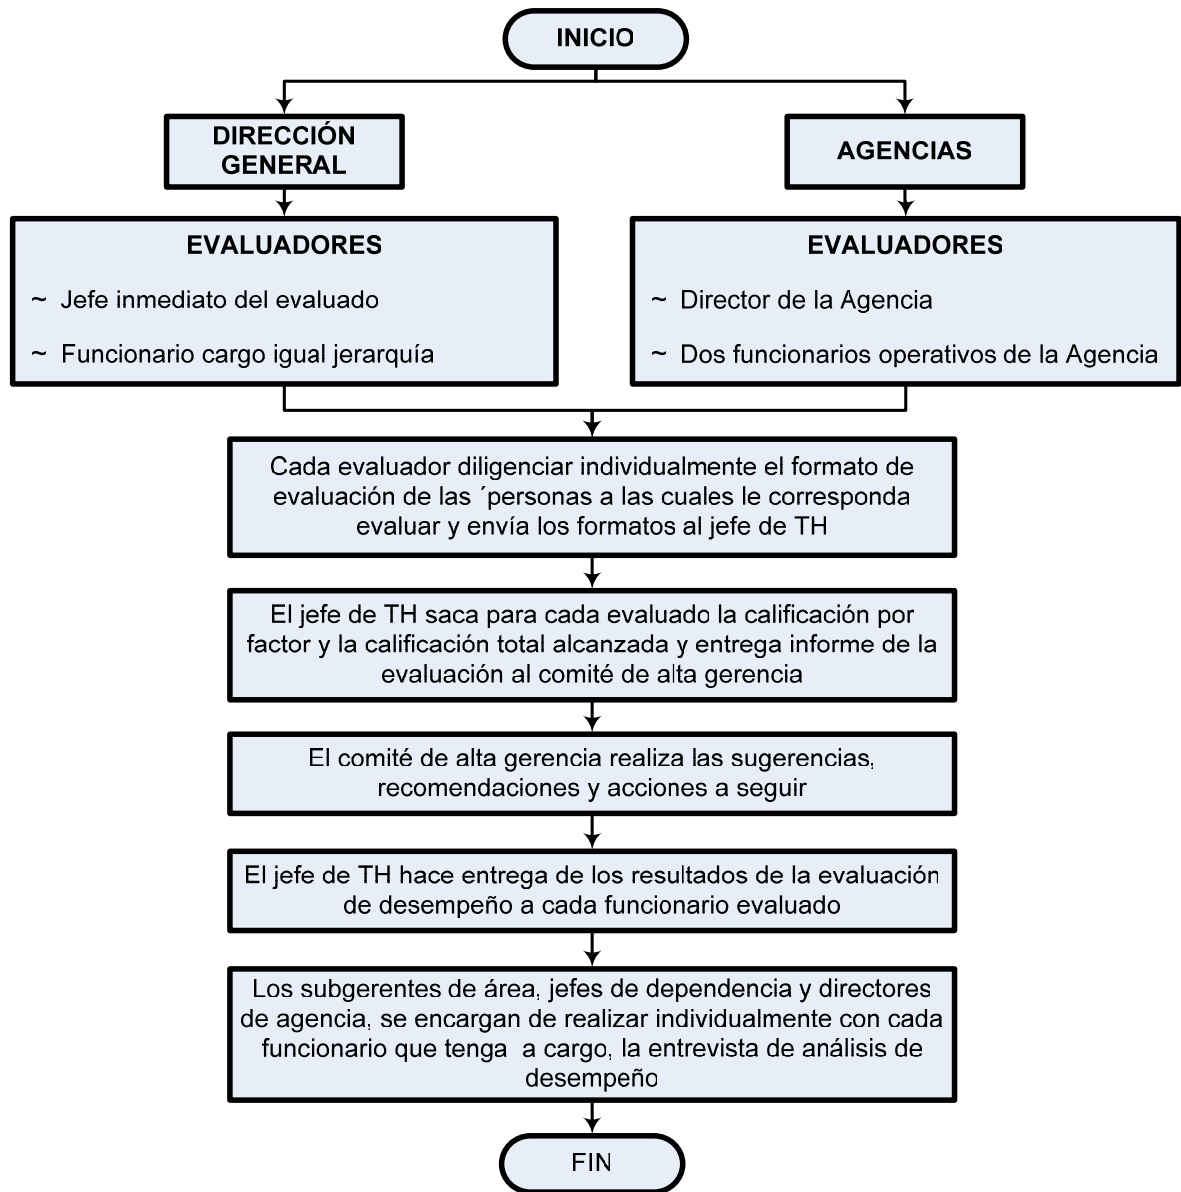 INICIO
DIRECCIÓN
GENERAL
AGENCIAS
EVALUADORES
~ Jefe inmediato del evaluado
~ Funcionario cargo igual jerarquía
EVALUADORES
~ Director de la Agencia
~ Dos funcionarios operativos de la Agencia
Cada evaluador diligenciar individualmente el formato de
evaluación de las ´personas a las cuales le corresponda
evaluar y envía los formatos al jefe de TH
El jefe de TH saca para cada evaluado la calificación por
factor y la calificación total alcanzada y entrega informe de la
evaluación al comité de alta gerencia
El comité de alta gerencia realiza las sugerencias,
recomendaciones y acciones a seguir
El jefe de TH hace entrega de los resultados de la evaluación
de desempeño a cada funcionario evaluado
Los subgerentes de área, jefes de dependencia y directores
de agencia, se encargan de realizar individualmente con cada
funcionario que tenga a cargo, la entrevista de análisis de
desempeño
FIN